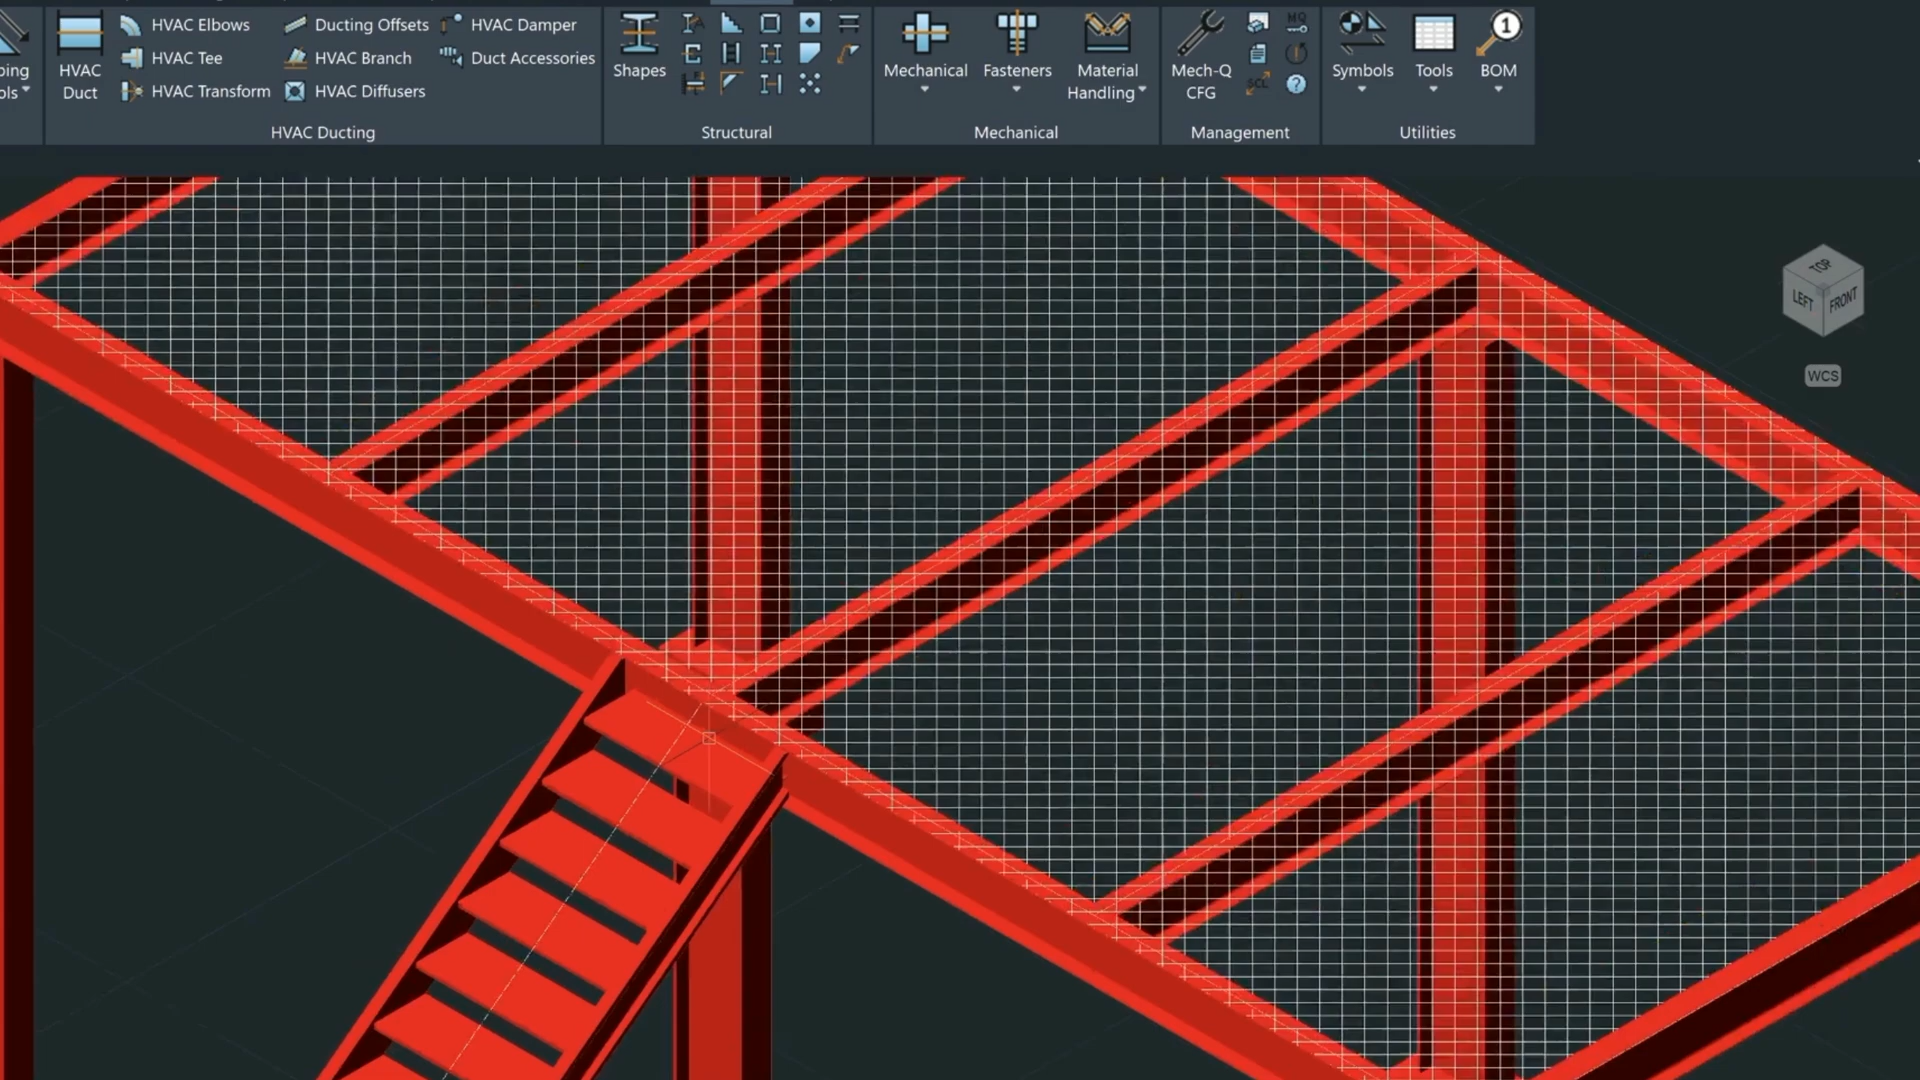 HVAC Duct
HVAC Elbows
HVAC Tee
HVAC Transform
Ducting Offsets
HVAC Branch
HVAC Diffusers
HVAC Damper
Duct Accessories
HVAC Ducting
Shapes
Structural
Mechanical
Fasteners
Material Handling
Mechanical
Mech-Q CFG
MQ
SCL
Management
Symbols
Tools
1
BOM
Utilities
TOP
LEFT
FRONT
WCS